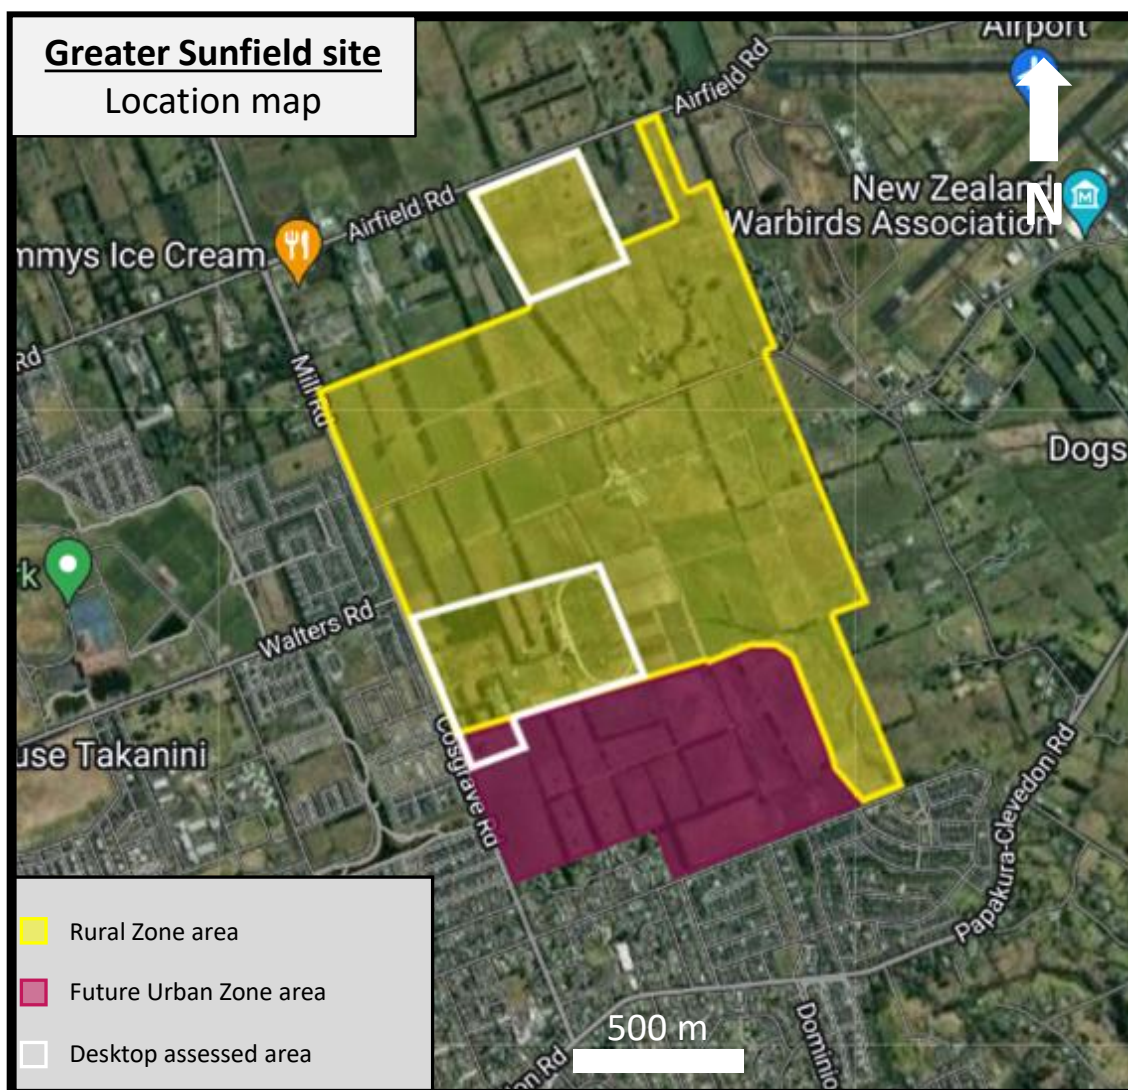 Greater Sunfield site
Location map
Airport
Airfield Rd
N
New Zealand
Warbirds Association
Airfield Rd
mmys Ice Cream
Rd
Mill Rd
Dogs
k
Walters Rd
use Takanini
Cosgrave Rd
Papakura-Clevedon Rd
Rural Zone area
Future Urban Zone area
Desktop assessed area
500 m
Dominio
on Rd